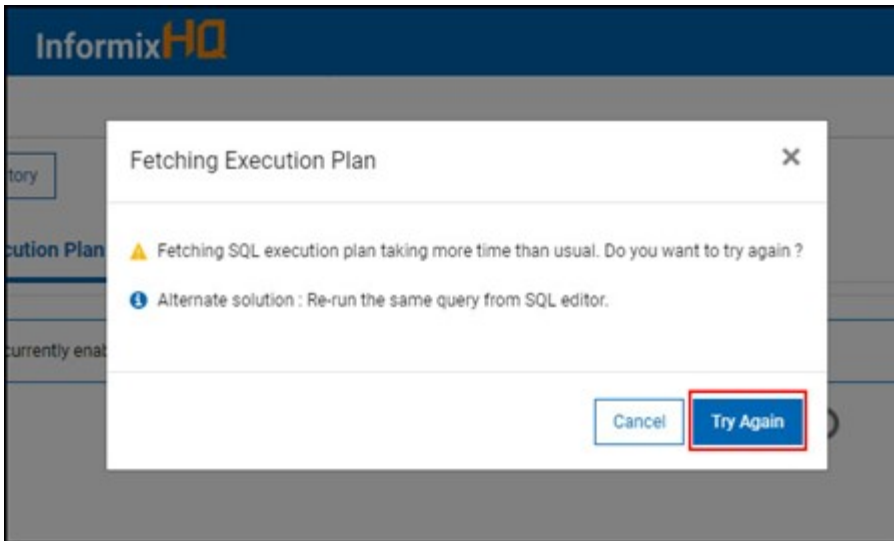 InformixHQ
Fetching Execution Plan
tory
cution Plan
Fetching SQL execution plan taking more time than usual. Do you want to try again ?
Alternate solution : Re-run the same query from SQL editor.
currently enab
Cancel
Try Again